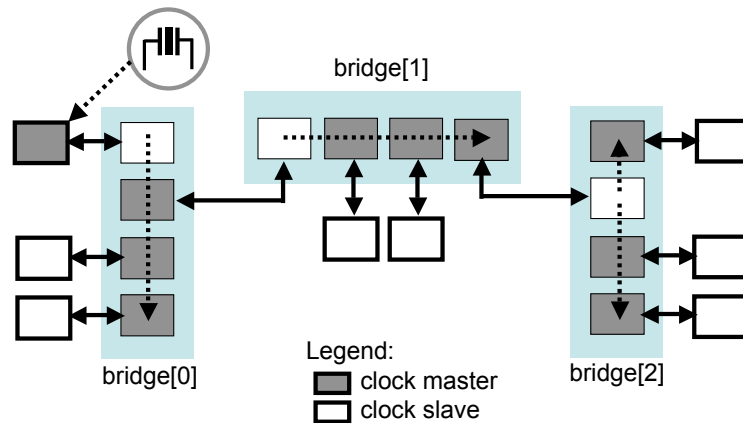 bridge[1]
bridge[0]
Legend:
clock master
clock slave
bridge[2]